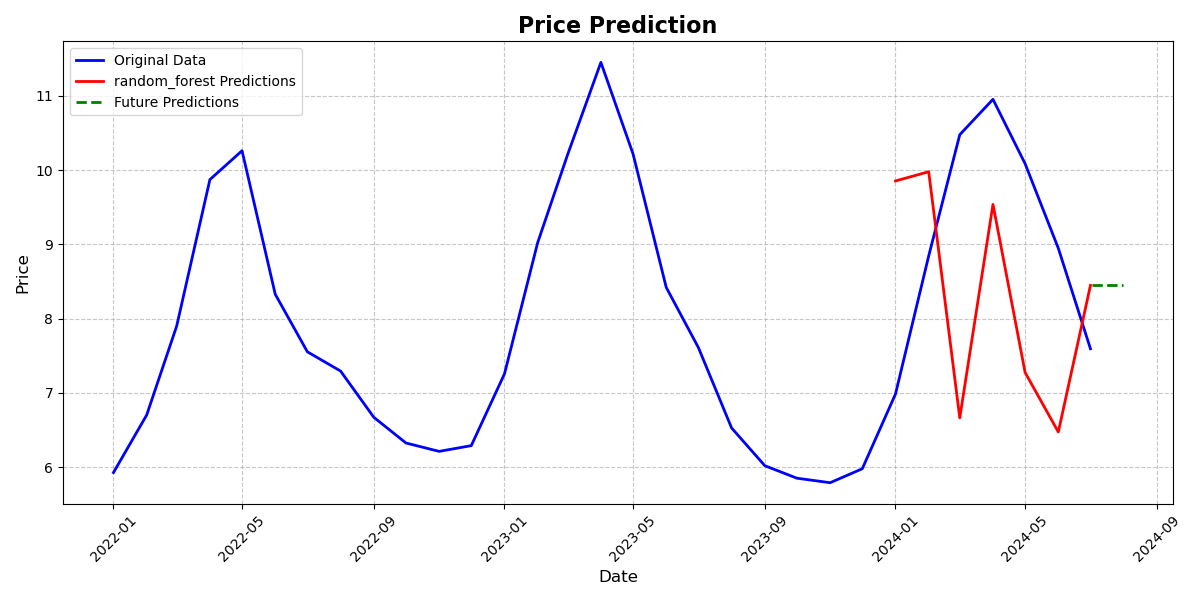 Price Prediction
Original Data
random_forest Predictions
Future Predictions
Price
11
10
9
8
7
6
2022-01
2022-05
2022-09
2023-01
2023-05
2023-09
2024-01
2024-05
2024-09
Date